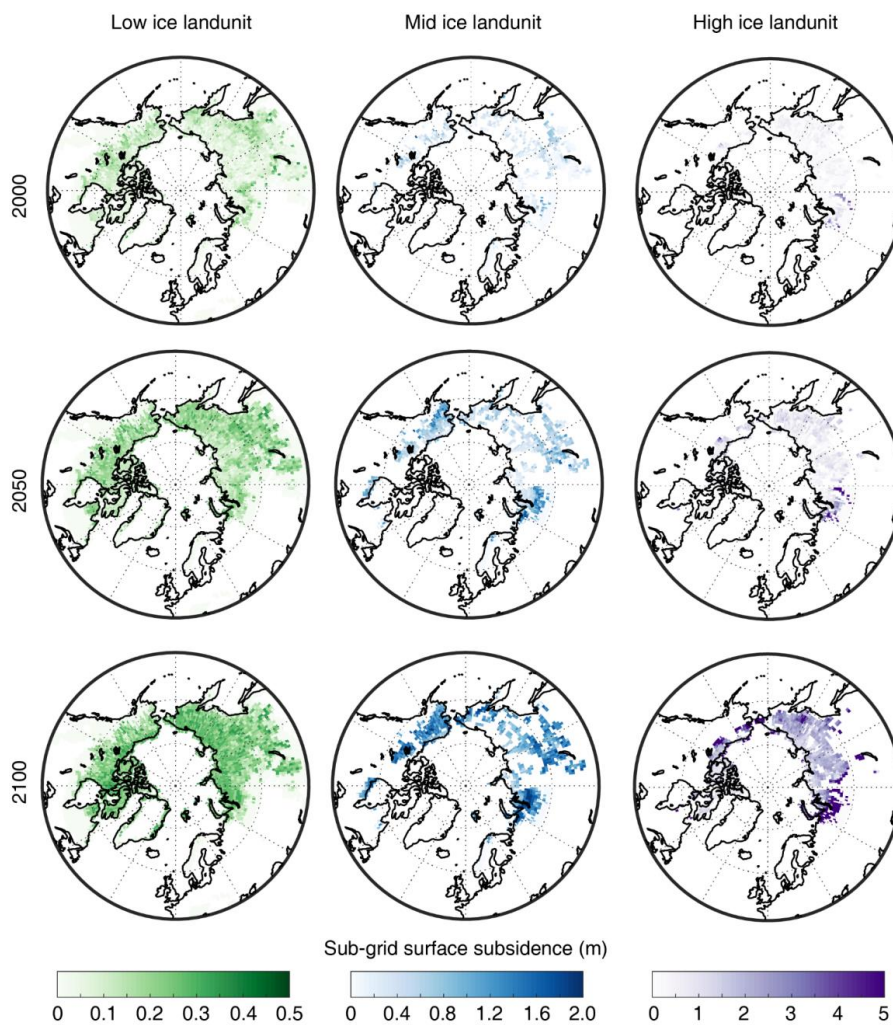 Low ice landunit Mid ice landunit High ice landunit
2000
2050
2100
Sub-grid surface subsidence (m)
0 0.1 0.2 0.3 0.4 0.5 0 0.4 0.8 1.2 1.6 2.0 0 1 2 3 4 5